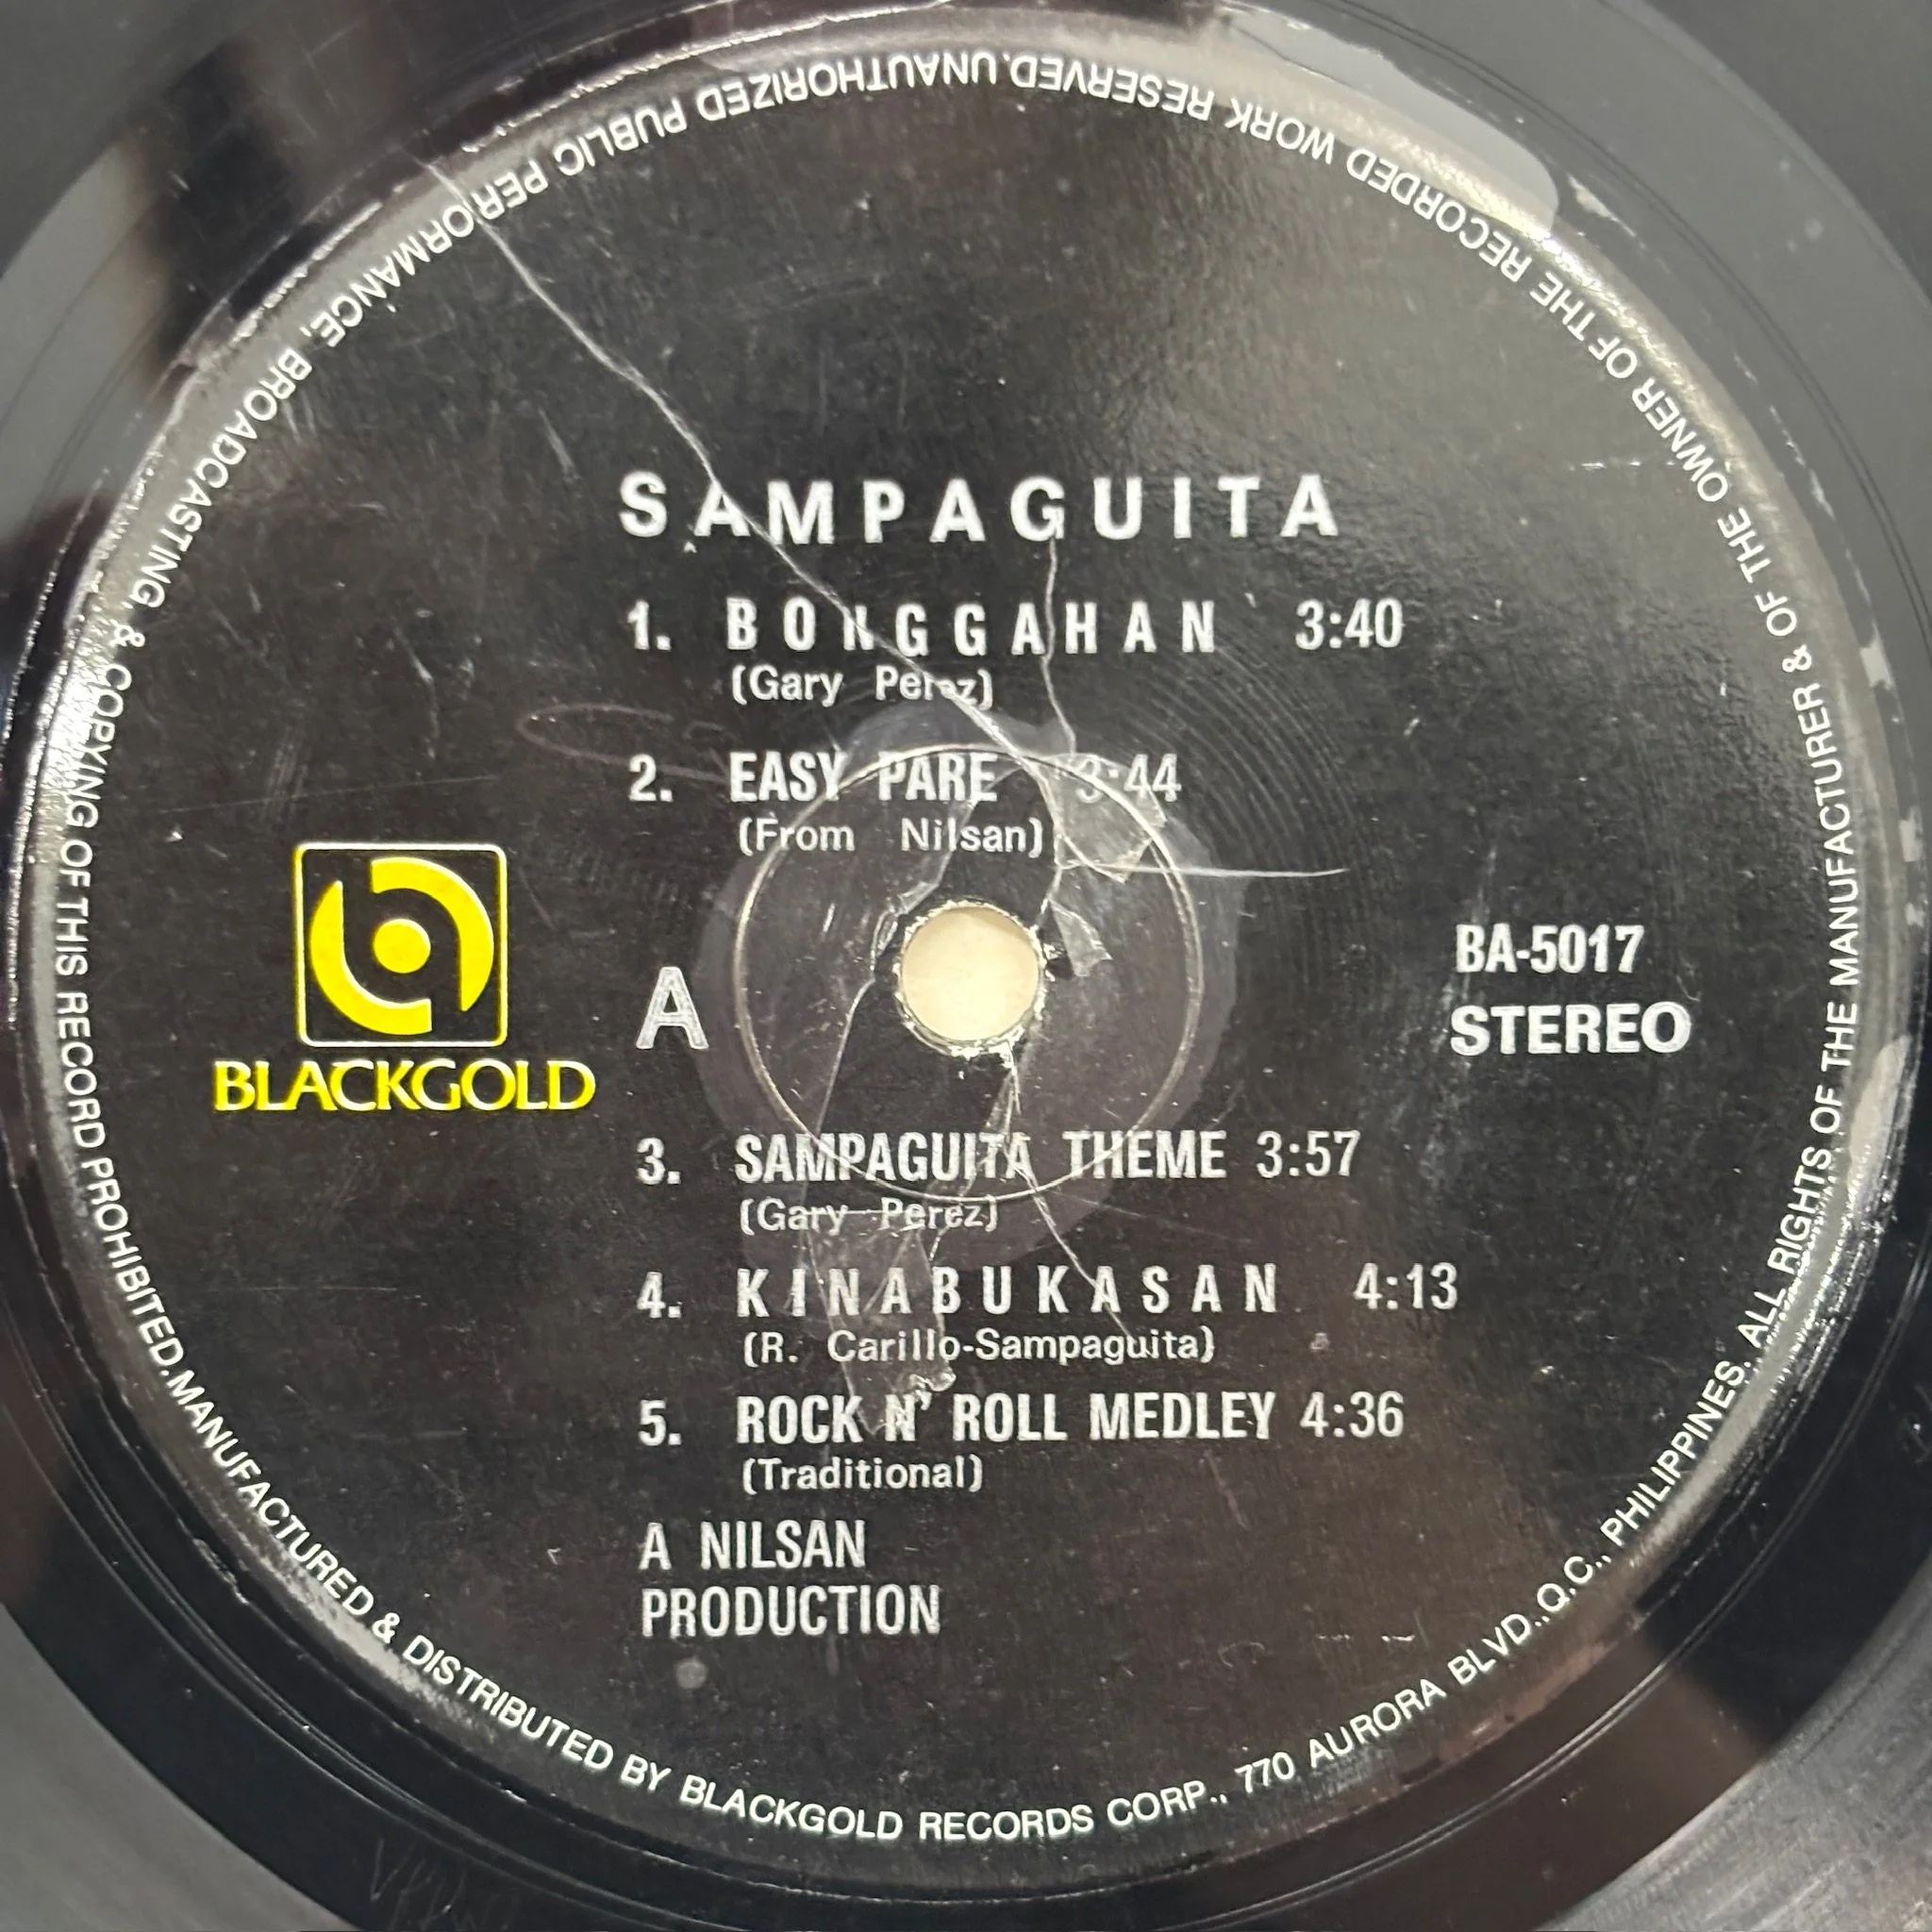 SAMPAGUITA
1. BONGGAHAN 3:40
(Gary Perez)
2. EASY PARE 3:44
(From Nilsan)
BLACKGOLD
A
BA-5017
STEREO
3. SAMPAGUITA THEME 3:57
(Gary Perez)
4. KINABUKASAN 4:13
(R. Carillo-Sampaguita)
5. ROCK N' ROLL MEDLEY 4:36
(Traditional)
A NILSAN
PRODUCTION
MANUFACTURED & DISTRIBUTED BY BLACKGOLD RECORDS CORP., 770 AURORA BLVD., Q.C., PHILIPPINES. ALL RIGHTS OF THE MANUFACTURER & OF THE OWNER OF THE RECORDED WORK RESERVED. UNAUTHORIZED PUBLIC PERFORMANCE, BROADCASTING, & COPYING OF THIS RECORD PROHIBITED.